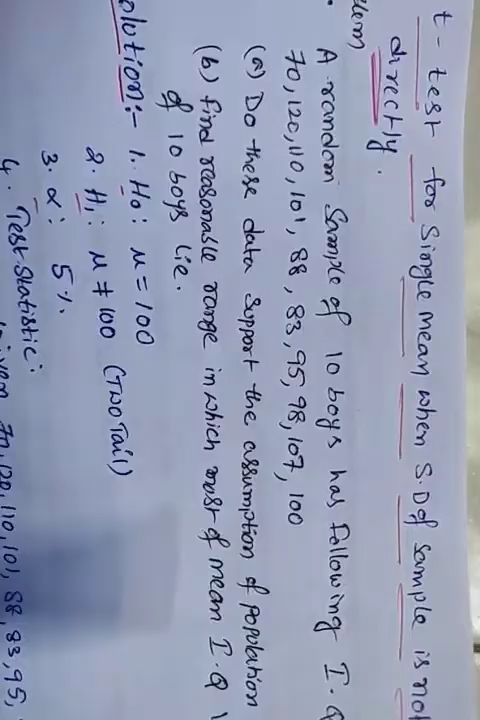 t - test for single mean when S.D of sample is not
directly.
A random sample of 10 boys has following I.Q
70, 120, 110, 101, 88, 83, 95, 98, 107, 100
(a) Do these data support the assumption of population
(b) find reasonable range in which most of mean I.Q
of 10 boys lie.
olution:- 1. H0: μ = 100
2. H1: μ ≠ 100 (Two Tail)
3. α: 5%
4. Test statistic:
70, 120, 110, 101, 88, 83, 95,